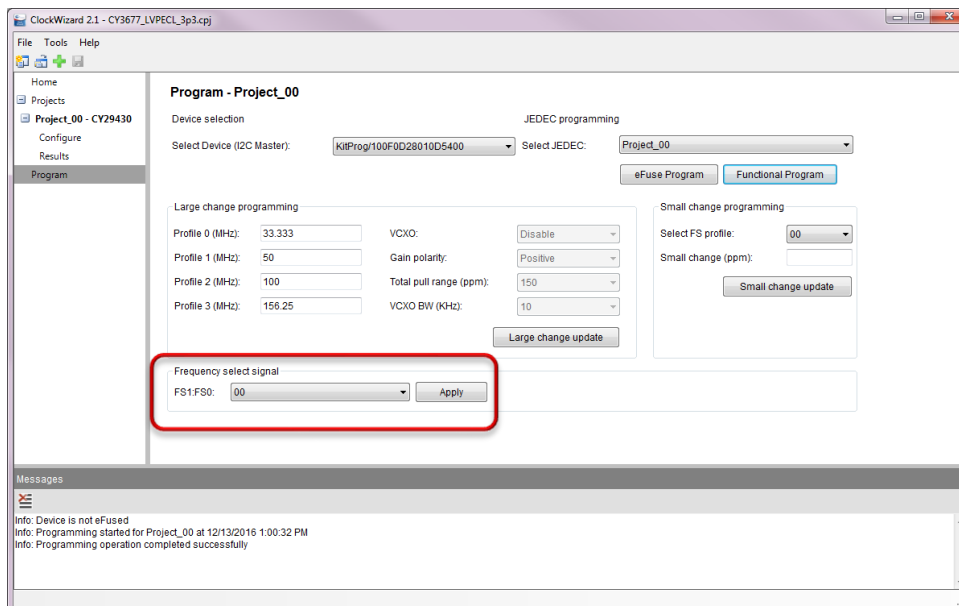 ClockWizard 2.1 - CY3677_LVPECL_3p3.cpj
File Tools Help
Home
Projects
Project_00 - CY29430
Configure
Results
Program
Program - Project_00
Device selection
JEDEC programming
Select Device (I2C Master): KitProg/100F0D28010D5400 Select JEDEC: Project_00
eFuse Program Functional Program
Large change programming
Profile 0 (MHz): 33.333 VCXO: Disable
Profile 1 (MHz): 50 Gain polarity: Positive
Profile 2 (MHz): 100 Total pull range (ppm): 150
Profile 3 (MHz): 156.25 VCXO BW (KHz): 10
Large change update
Small change programming
Select FS profile: 00
Small change (ppm):
Small change update
Frequency select signal
FS1:FS0: 00 Apply
Messages
Info: Device is not eFused
Info: Programming started for Project_00 at 12/13/2016 1:00:32 PM
Info: Programming operation completed successfully